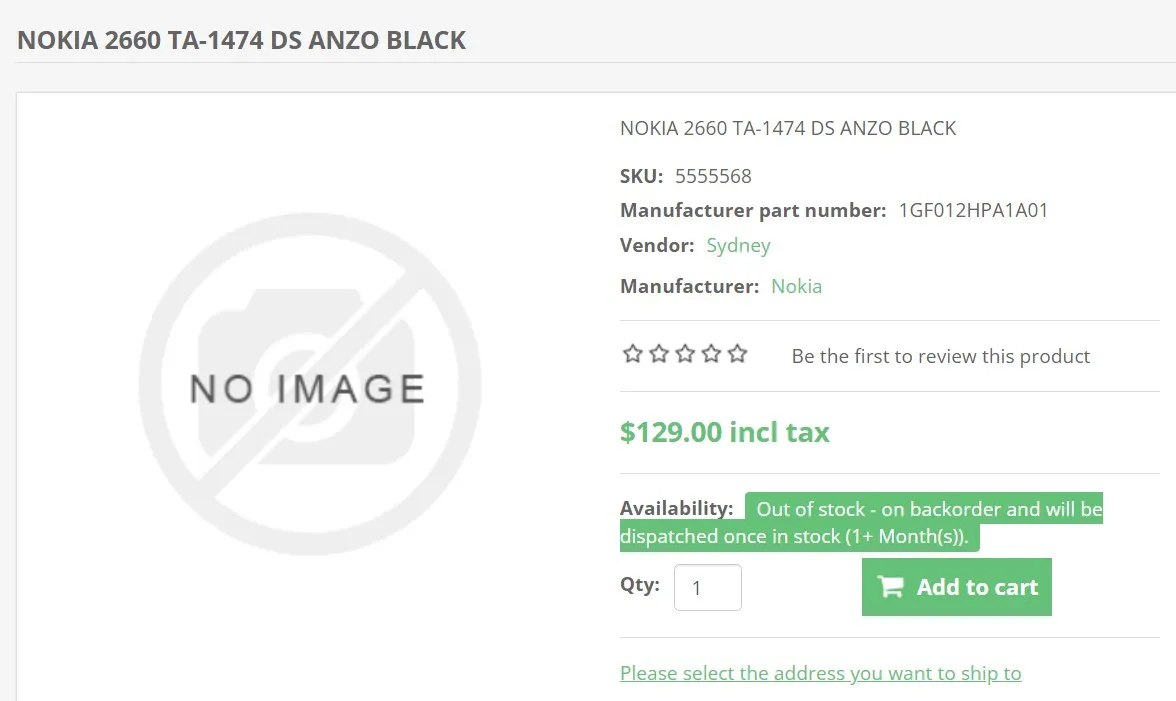 NOKIA 2660 TA-1474 DS ANZO BLACK
NO IMAGE
NOKIA 2660 TA-1474 DS ANZO BLACK
SKU: 5555568
Manufacturer part number: 1GF012HPA1A01
Vendor: Sydney
Manufacturer: Nokia
Be the first to review this product
$129.00 incl tax
Availability: Out of stock - on backorder and will be
dispatched once in stock (1+ Month(s)).
Qty: 1 Add to cart
Please select the address you want to ship to